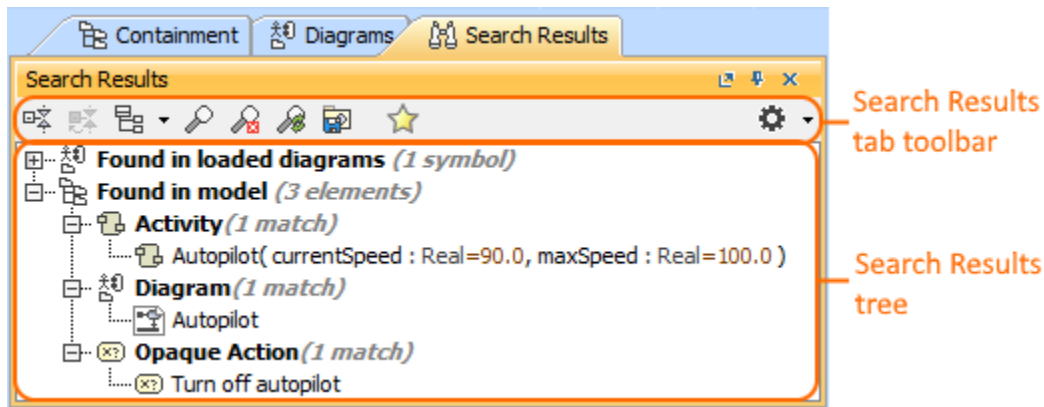 Containment Diagrams Search Results
Search Results
Search Results
tab toolbar
Found in loaded diagrams (1 symbol)
Found in model (3 elements)
Activity(1 match)
Autopilot( currentSpeed : Real=90.0, maxSpeed : Real=100.0 )
Diagram(1 match)
Autopilot
Opaque Action(1 match)
Turn off autopilot
Search Results
tree